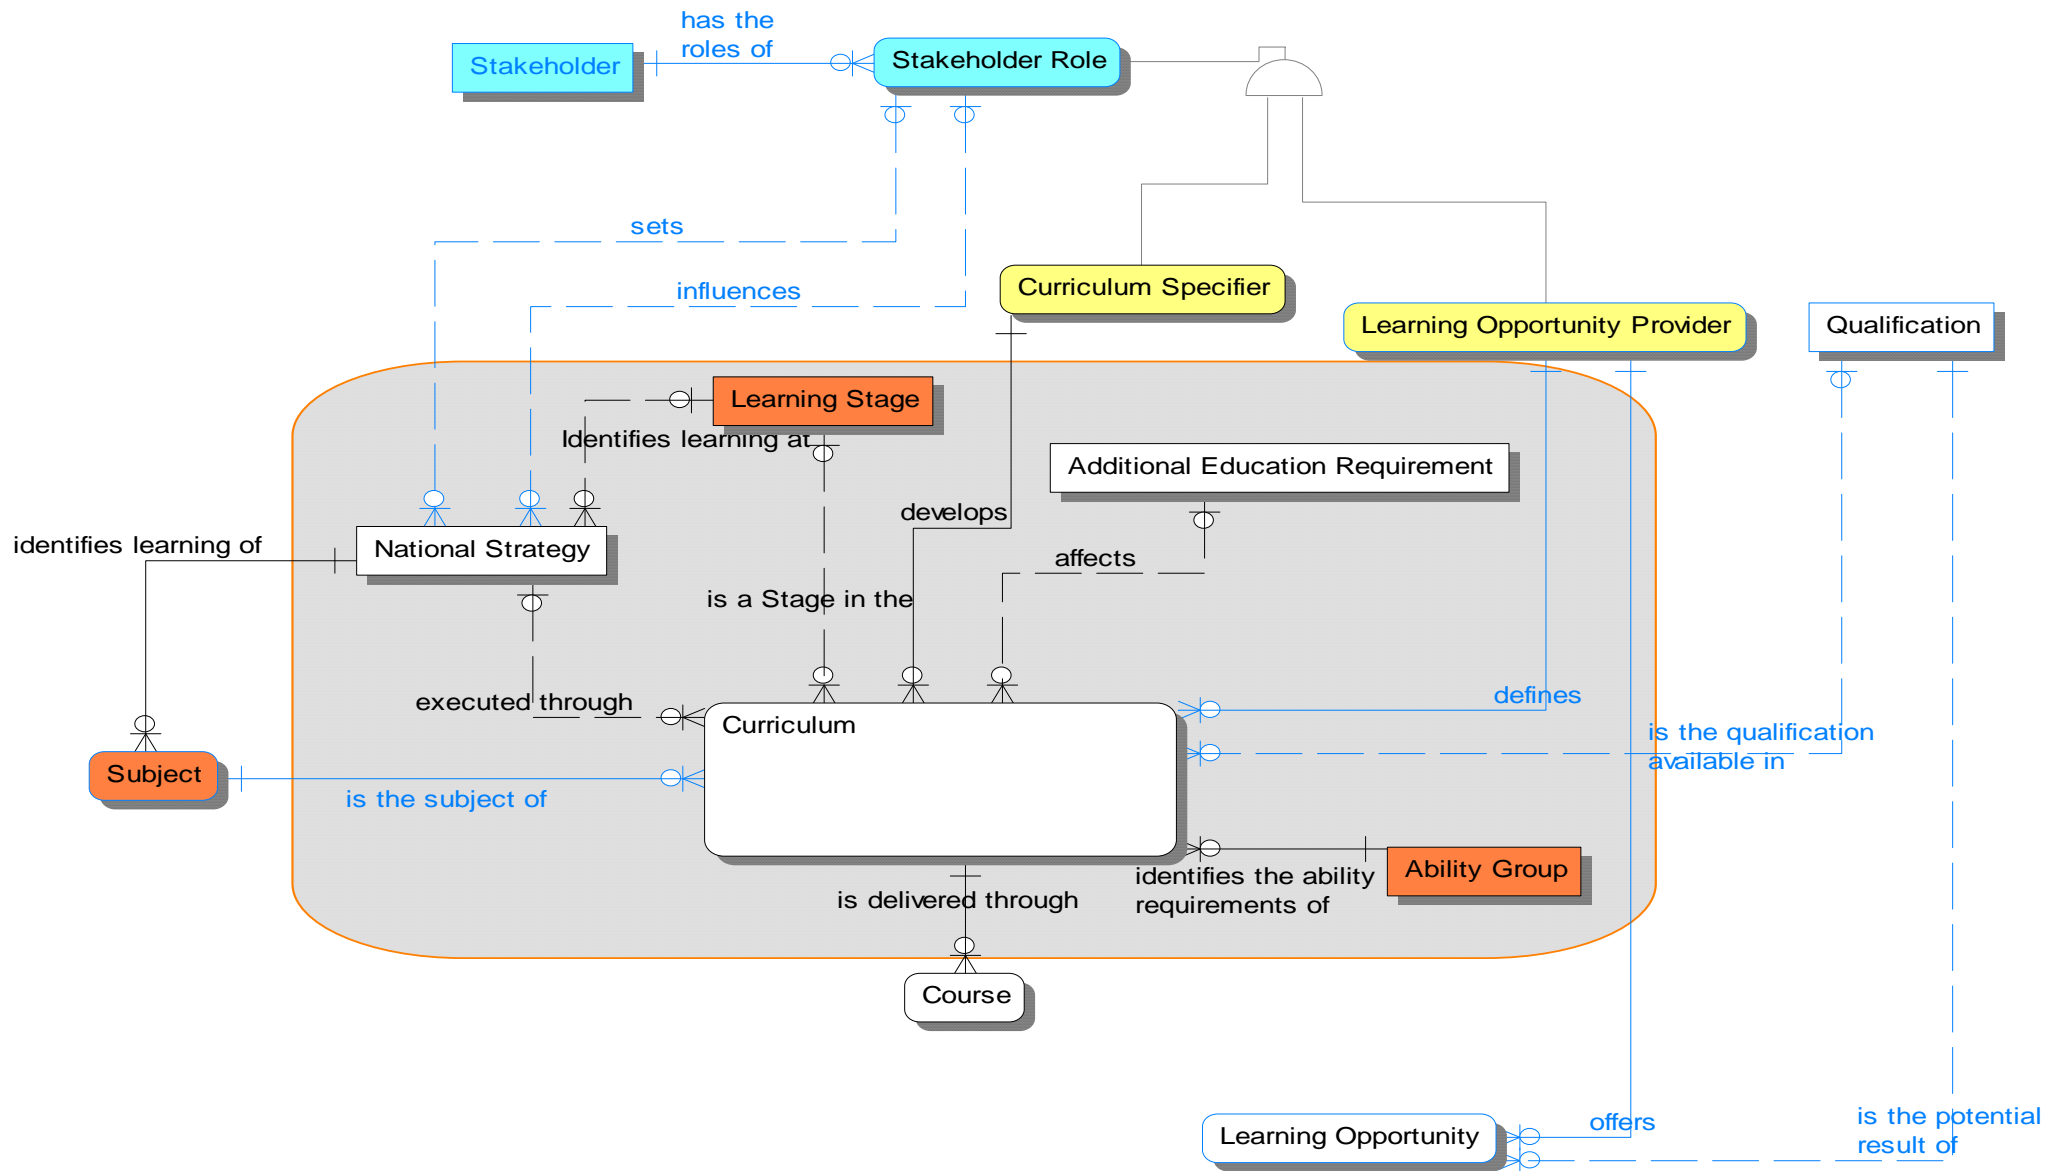 has the
roles of
Stakeholder
Stakeholder Role
sets
influences
Curriculum Specifier
Learning Opportunity Provider
Qualification
Learning Stage
Identifies learning at
Additional Education Requirement
develops
identifies learning of
National Strategy
affects
is a Stage in the
executed through
Curriculum
defines
is the qualification
available in
Subject
is the subject of
Ability Group
identifies the ability
requirements of
is delivered through
Course
Learning Opportunity
offers
is the potential
result of